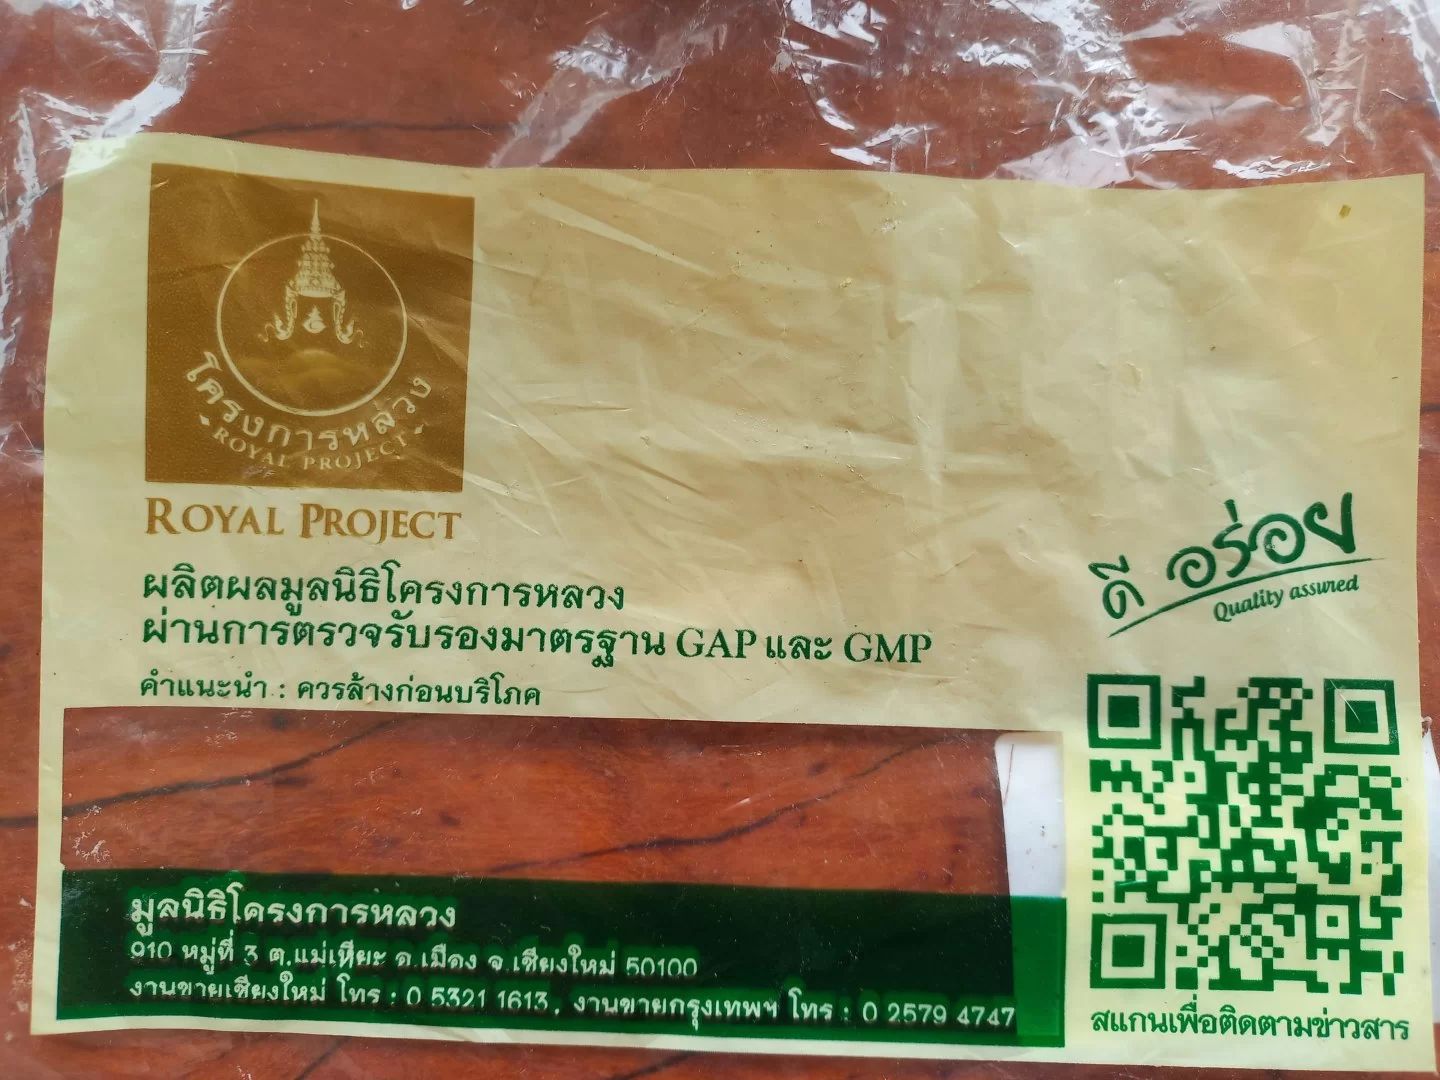 โครงการหลวง
ROYAL PROJECT
ROYAL PROJECT
ผลิตผลมูลนิธิโครงการหลวง
ผ่านการตรวจรับรองมาตรฐาน GAP และ GMP
คำแนะนำ : ควรล้างก่อนบริโภค
ดี อร่อย
Quality assured
มูลนิธิโครงการหลวง
910 หมู่ที่ 3 ต.แม่เหียะ อ.เมือง จ.เชียงใหม่ 50100
งานขายเชียงใหม่ โทร : 0 5321 1613, งานขายกรุงเทพฯ โทร : 0 2579 4747
สแกนเพื่อติดตามข่าวสาร